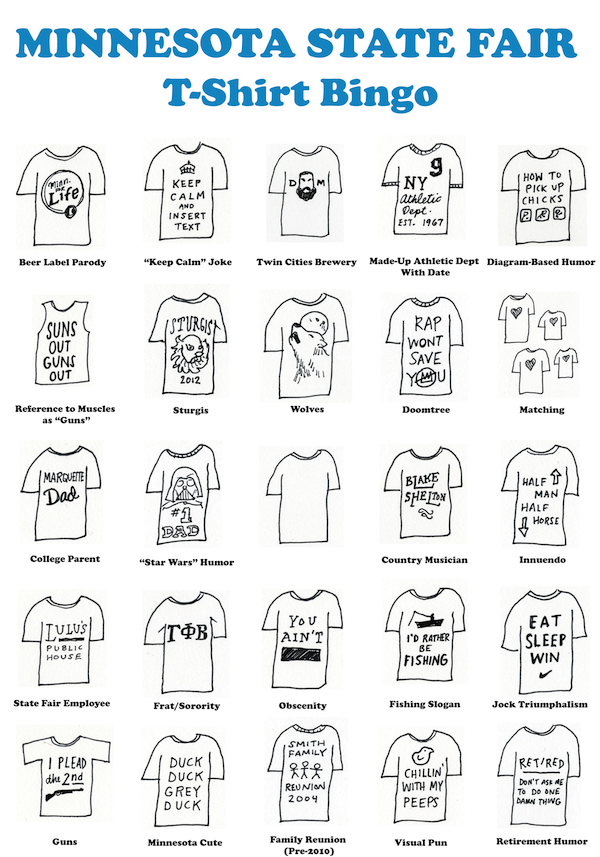 MINNESOTA STATE FAIR
T-Shirt Bingo
Minn.
Life
Beer Label Parody
KEEP
CALM
AND
INSERT
TEXT
"Keep Calm" Joke
D M
Twin Cities Brewery
9
NY
Athletic
Dept.
EST. 1967
Made-Up Athletic Dept
With Date
HOW TO
PICK UP
CHICKS
Diagram-Based Humor
SUNS
OUT
GUNS
OUT
Reference to Muscles
as "Guns"
STURGIS
2012
Sturgis
Wolves
RAP
WONT
SAVE
YOU
Doomtree
Matching
MARQUETTE
Dad
College Parent
#1
DAD
"Star Wars" Humor
BLAKE
SHELTON
Country Musician
HALF
MAN
HALF
HORSE
Innuendo
LULU'S
PUBLIC
HOUSE
State Fair Employee
ΓΦΒ
Frat/Sorority
YOU
AIN'T
Obscenity
I'D RATHER
BE
FISHING
Fishing Slogan
EAT
SLEEP
WIN
Jock Triumphalism
I PLEAD
the 2nd
Guns
DUCK
DUCK
GREY
DUCK
Minnesota Cute
SMITH
FAMILY
REUNION
2004
Family Reunion
(Pre-2010)
CHILLIN'
WITH MY
PEEPS
Visual Pun
RETIRED
DON'T ASK ME
TO DO ONE
DAMN THING
Retirement Humor